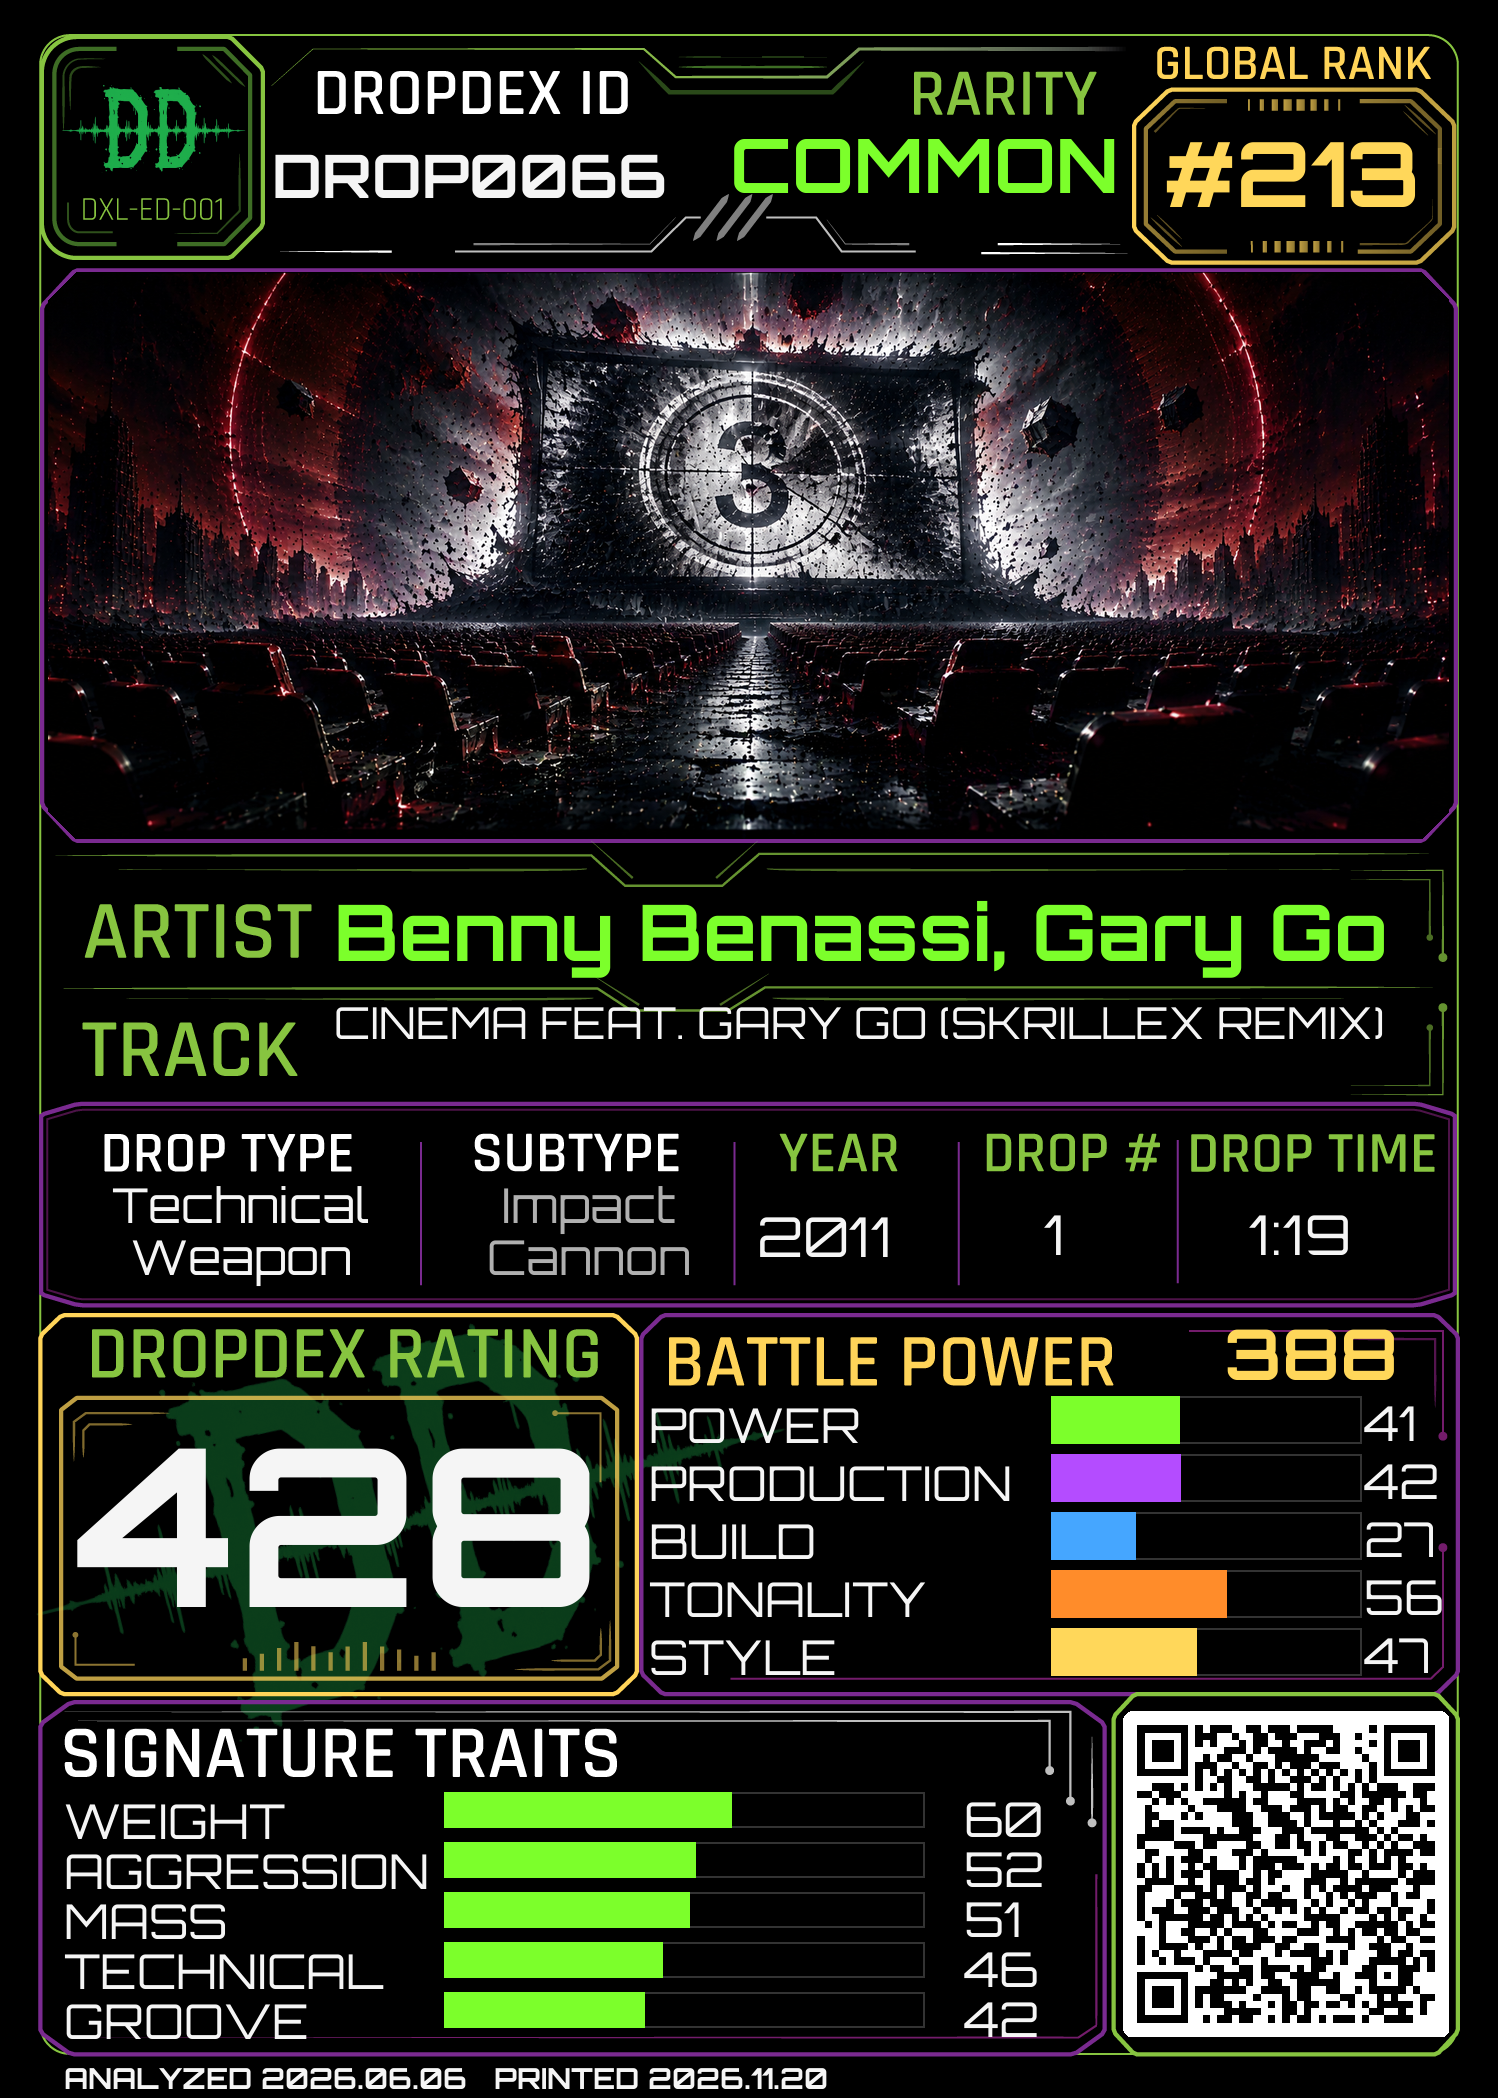 DD
DXL-ED-001
DROPDEX ID
DROP0066
RARITY
COMMON
GLOBAL RANK
#213
3
ARTIST Benny Benassi, Gary Go
TRACK CINEMA FEAT. GARY GO (SKRILLEX REMIX)
DROP TYPE
Technical
Weapon
SUBTYPE
Impact
Cannon
YEAR
2011
DROP #
1
DROP TIME
1:19
DROPDEX RATING
428
BATTLE POWER 388
POWER 41
PRODUCTION 42
BUILD 27
TONALITY 56
STYLE 47
SIGNATURE TRAITS
WEIGHT 60
AGGRESSION 52
MASS 51
TECHNICAL 46
GROOVE 42
ANALYZED 2026.06.06 PRINTED 2026.11.20